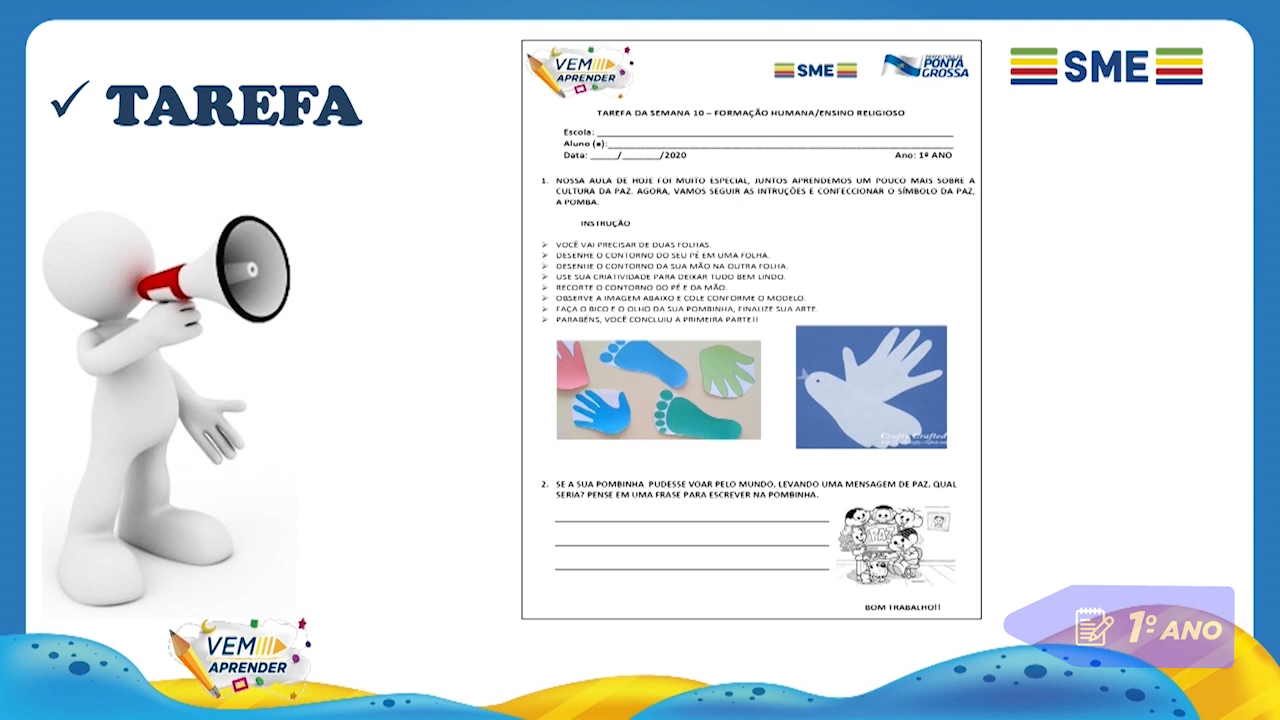 TAREFA
VEM
APRENDER
SME
PREFEITURA DE
PONTA
GROSSA
SME
TAREFA DA SEMANA 10 – FORMAÇÃO HUMANA/ENSINO RELIGIOSO
Escola:
Aluno (a):
Data: _____/_______/2020 Ano: 1º ANO
1. NOSSA AULA DE HOJE FOI MUITO ESPECIAL, JUNTOS APRENDEMOS UM POUCO MAIS SOBRE A
CULTURA DA PAZ. AGORA, VAMOS SEGUIR AS INTRUÇÕES E CONFECCIONAR O SÍMBOLO DA PAZ,
A POMBA.
INSTRUÇÃO
VOCÊ VAI PRECISAR DE DUAS FOLHAS.
DESENHE O CONTORNO DO SEU PÉ EM UMA FOLHA.
DESENHE O CONTORNO DA SUA MÃO NA OUTRA FOLHA.
USE SUA CRIATIVIDADE PARA DEIXAR TUDO BEM LINDO.
RECORTE O CONTORNO DO PÉ E DA MÃO.
OBSERVE A IMAGEM ABAIXO E COLE CONFORME O MODELO.
FAÇA O BICO E O OLHO DA SUA POMBINHA, FINALIZE SUA ARTE.
PARABÉNS, VOCÊ CONCLUIU A PRIMEIRA PARTE!!
Crafty Crafted
2. SE A SUA POMBINHA PUDESSE VOAR PELO MUNDO, LEVANDO UMA MENSAGEM DE PAZ, QUAL
SERIA? PENSE EM UMA FRASE PARA ESCREVER NA POMBINHA.
PAZ
BOM TRABALHO!!
VEM
APRENDER
1º ANO